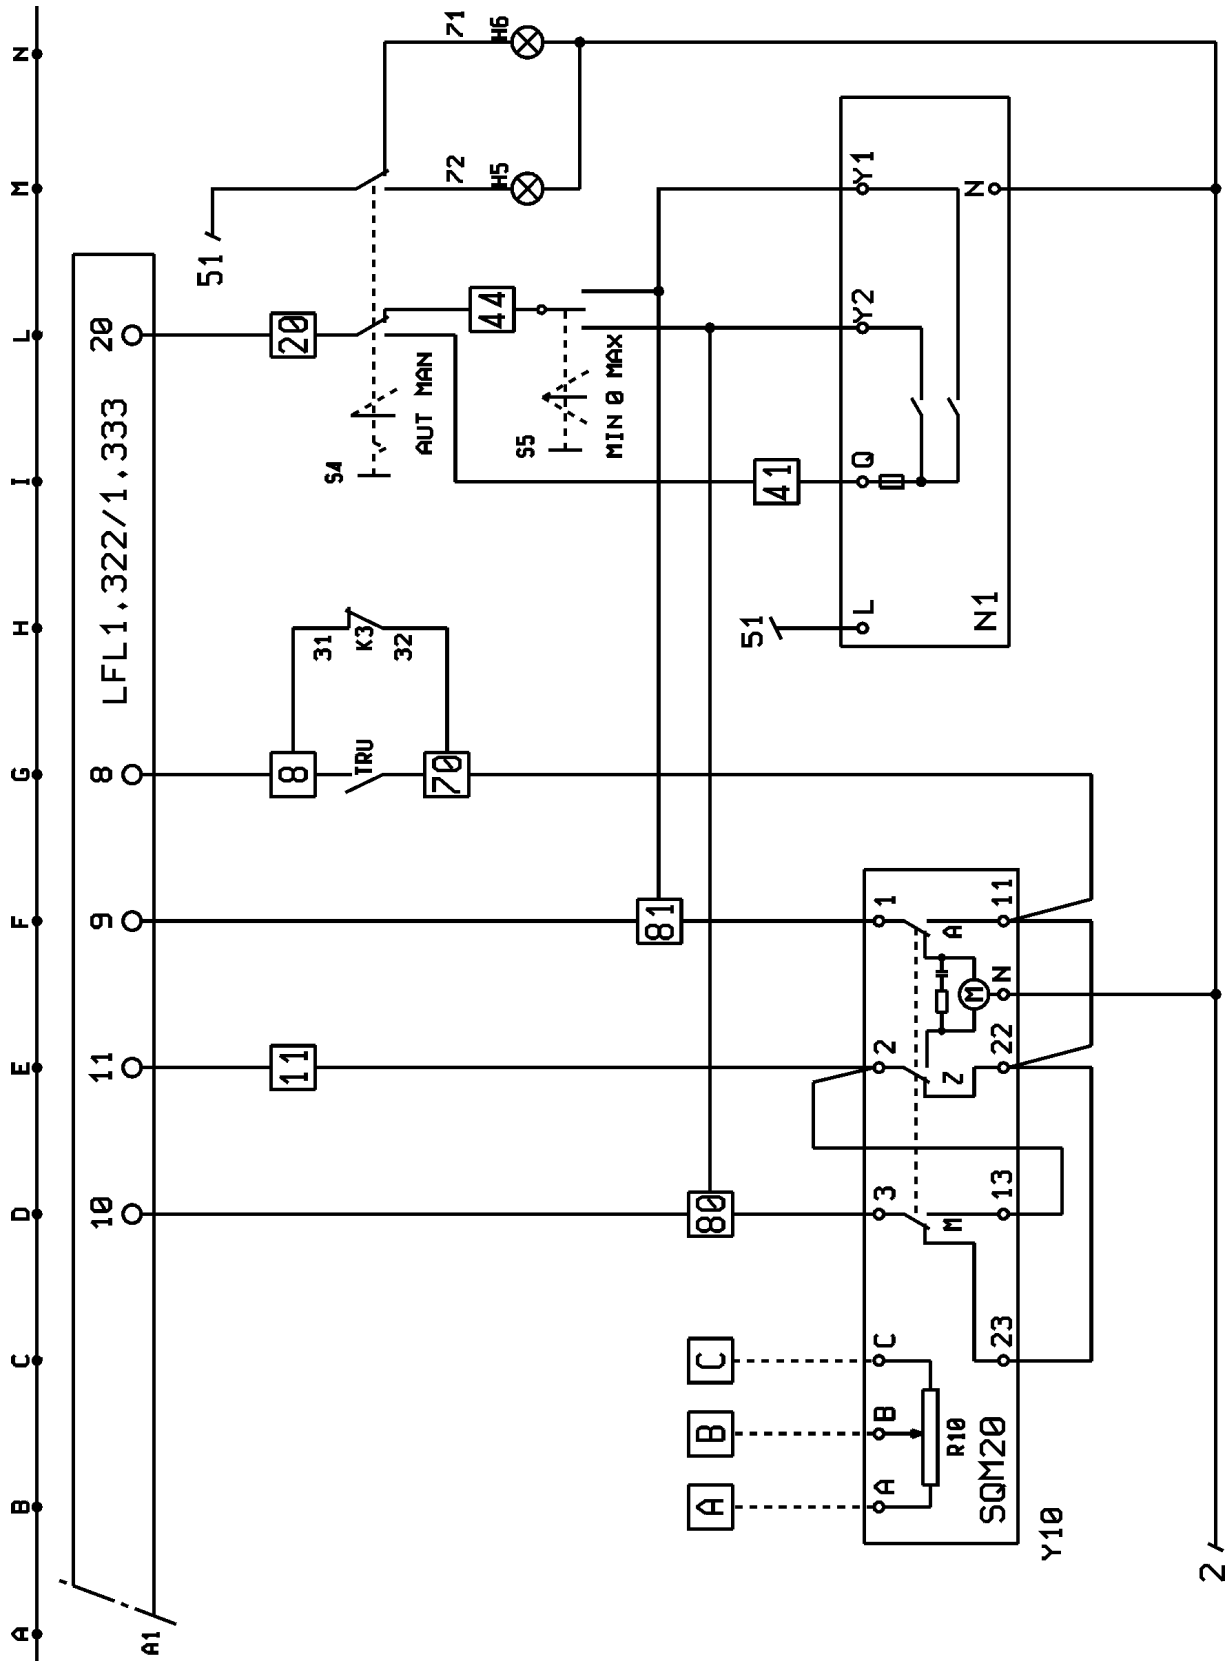 A B C D E F G H I L M N
A1
LFL1.322/1.333
10 11 9 8 20
51
11 8 20
TRU
31 K3 32
70
S4
AUT MAN
44
S5
MIN 0 MAX
72 71
H5 H6
A B C
80 81
41
51
A B C 3 2 1
L Q Y2 Y1
R10
M Z A
M
SQM20
23 13 22 N 11
N1
N
Y10
2